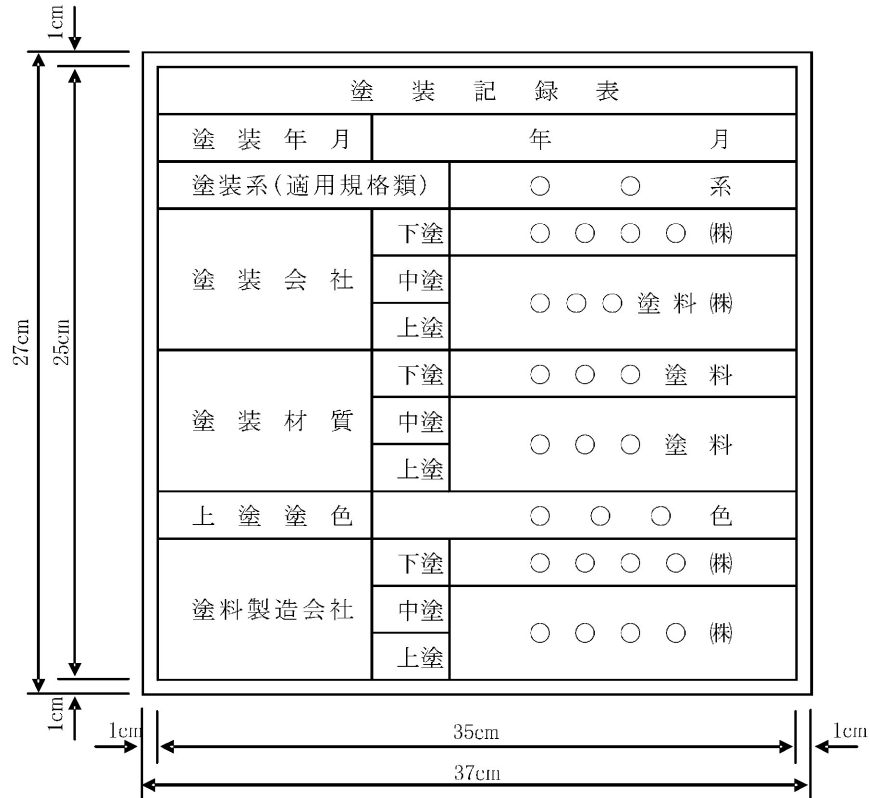 1cm
塗装記録表
塗装年月 年 月
塗装系(適用規格類) ○ ○ 系
塗装会社 下塗 ○○○○㈱
中塗 ○○○塗料㈱
上塗
塗装材質 下塗 ○○○塗料
中塗 ○○○塗料
上塗
上塗塗色 ○○○色
塗料製造会社 下塗 ○○○○㈱
中塗 ○○○○㈱
上塗
27cm
25cm
1cm
1cm 35cm 1cm
37cm